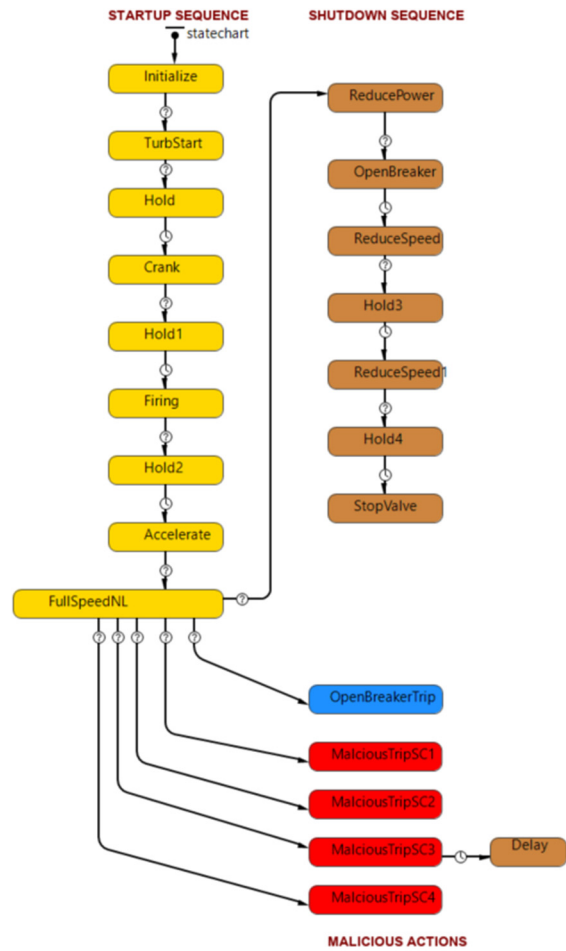 STARTUP SEQUENCE
SHUTDOWN SEQUENCE
statechart
Initialize
TurbStart
Hold
Crank
Hold1
Firing
Hold2
Accelerate
FullSpeedNL
ReducePower
OpenBreaker
ReduceSpeed
Hold3
ReduceSpeed1
Hold4
StopValve
OpenBreakerTrip
MalciousTripSC1
MalciousTripSC2
MalciousTripSC3
Delay
MalciousTripSC4
MALICIOUS ACTIONS